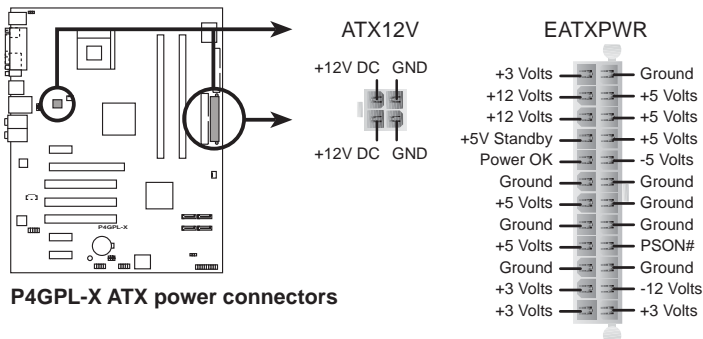 ATX12V
+12V DC GND
+12V DC GND
EATXPWR
+3 Volts Ground
+12 Volts +5 Volts
+12 Volts +5 Volts
+5V Standby +5 Volts
Power OK -5 Volts
Ground Ground
+5 Volts Ground
Ground Ground
+5 Volts PSON#
Ground Ground
+3 Volts -12 Volts
+3 Volts +3 Volts
P4GPL-X
P4GPL-X ATX power connectors